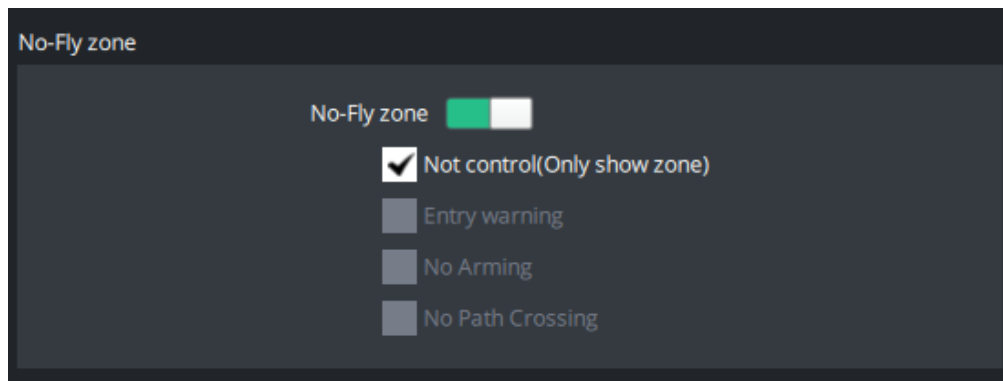 No-Fly zone
No-Fly zone
Not control(Only show zone)
Entry warning
No Arming
No Path Crossing